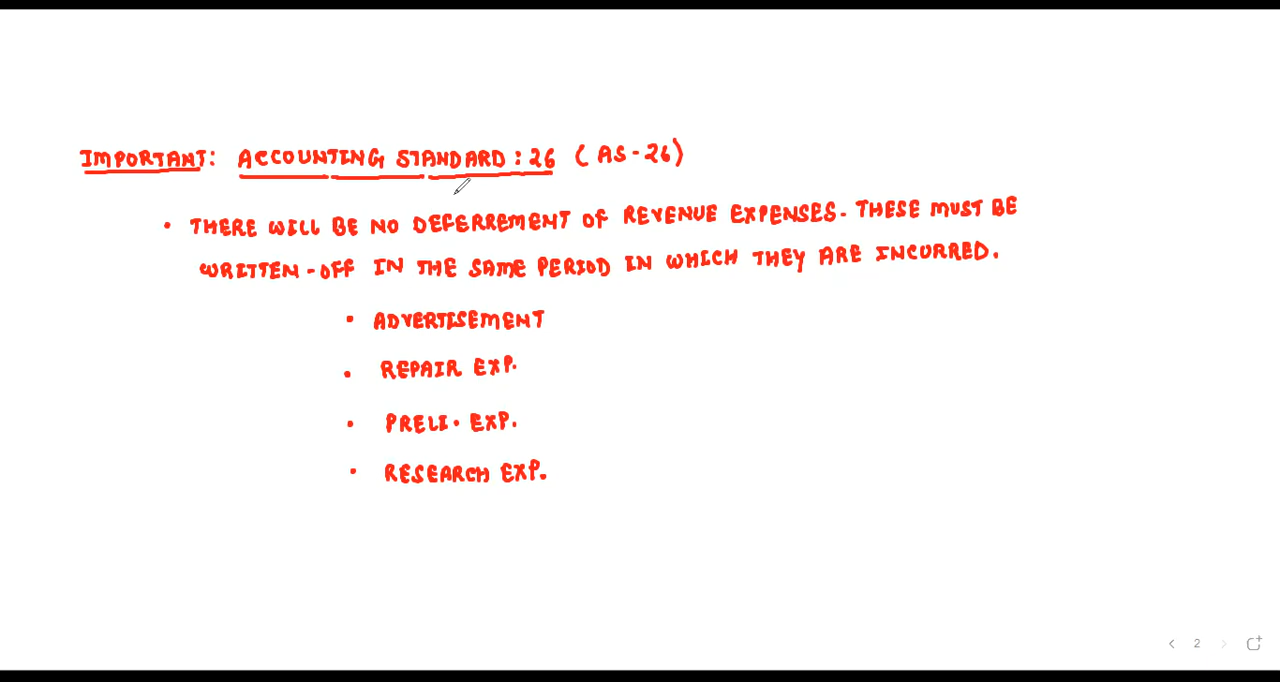 IMPORTANT: ACCOUNTING STANDARD: 26 (AS-26)
• THERE WILL BE NO DEFERREMENT OF REVENUE EXPENSES. THESE MUST BE
WRITTEN-OFF IN THE SAME PERIOD IN WHICH THEY ARE INCORRED.
• ADVERTISEMENT
• REPAIR EXP.
• PRELI. EXP.
• RESEARCH EXP.
2